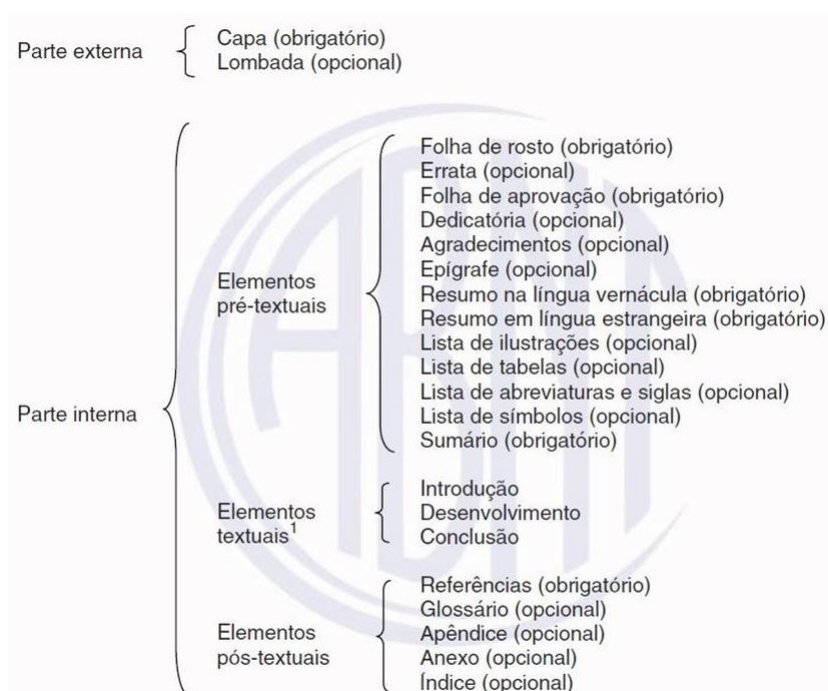 Parte externa
Capa (obrigatório)
Lombada (opcional)
Parte interna
Elementos
pré-textuais
Folha de rosto (obrigatório)
Errata (opcional)
Folha de aprovação (obrigatório)
Dedicatória (opcional)
Agradecimentos (opcional)
Epígrafe (opcional)
Resumo na língua vernácula (obrigatório)
Resumo em língua estrangeira (obrigatório)
Lista de ilustrações (opcional)
Lista de tabelas (opcional)
Lista de abreviaturas e siglas (opcional)
Lista de símbolos (opcional)
Sumário (obrigatório)
Elementos
textuais¹
Introdução
Desenvolvimento
Conclusão
Elementos
pós-textuais
Referências (obrigatório)
Glossário (opcional)
Apêndice (opcional)
Anexo (opcional)
Índice (opcional)
ABNT